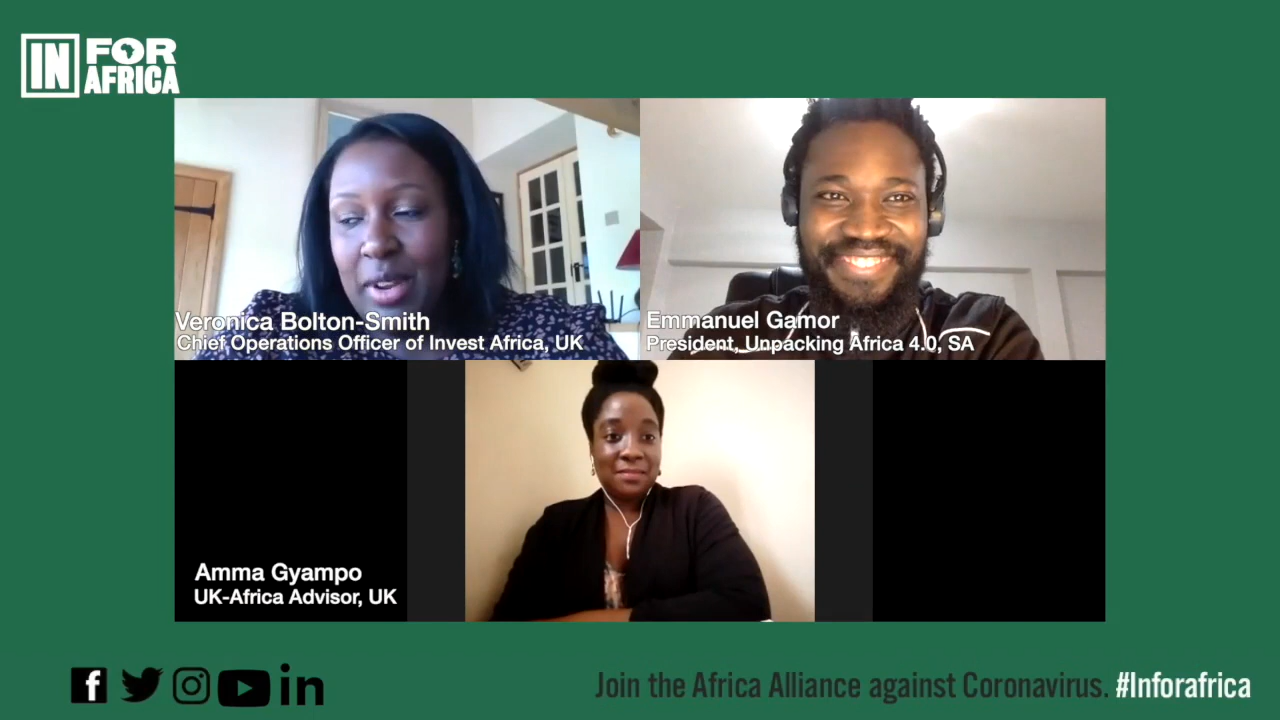 IN FOR
AFRICA
Veronica Bolton-Smith
Chief Operations Officer of Invest Africa, UK
Emmanuel Gamor
President, Unpacking Africa 4.0, SA
Amma Gyampo
UK-Africa Advisor, UK
Join the Africa Alliance against Coronavirus. #Inforafrica